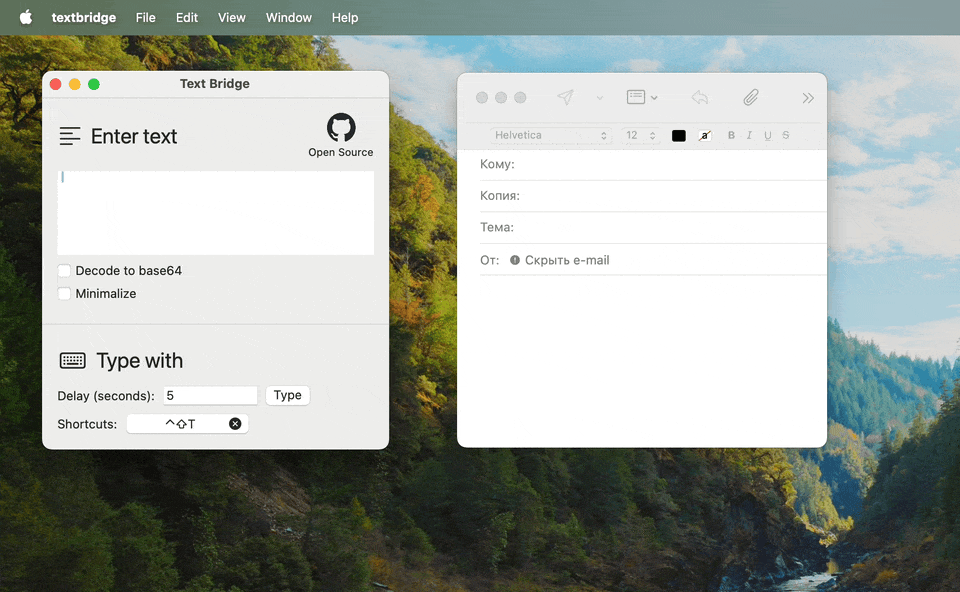 textbridge File Edit View Window Help
Text Bridge
Enter text
Open Source
Decode to base64
Minimalize
Type with
Delay (seconds): 5 Type
Shortcuts: ^⇧T
Helvetica 12 a B I U S
Кому:
Копия:
Тема:
От: Скрыть e-mail